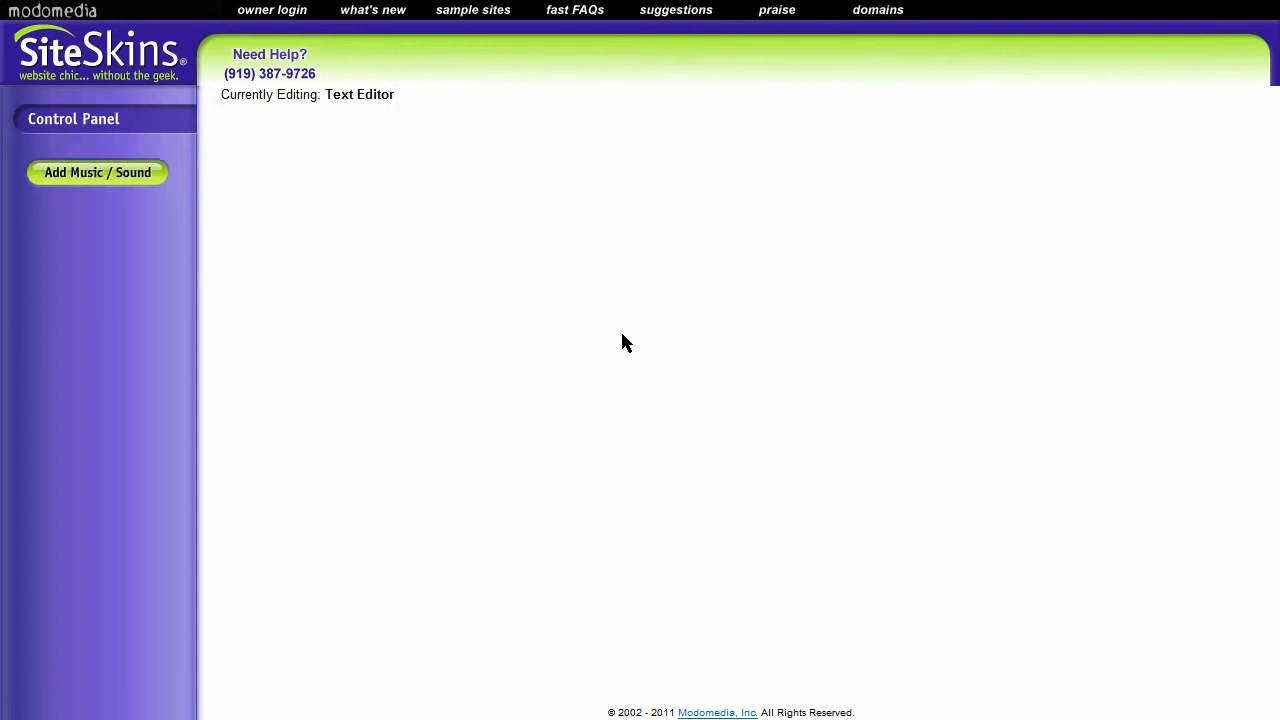 modomedia
owner login what's new sample sites fast FAQs suggestions praise domains
SiteSkins®
website chic... without the geek.
Need Help?
(919) 387-9726
Currently Editing: Text Editor
Control Panel
Add Music / Sound
© 2002 - 2011 Modomedia, Inc. All Rights Reserved.